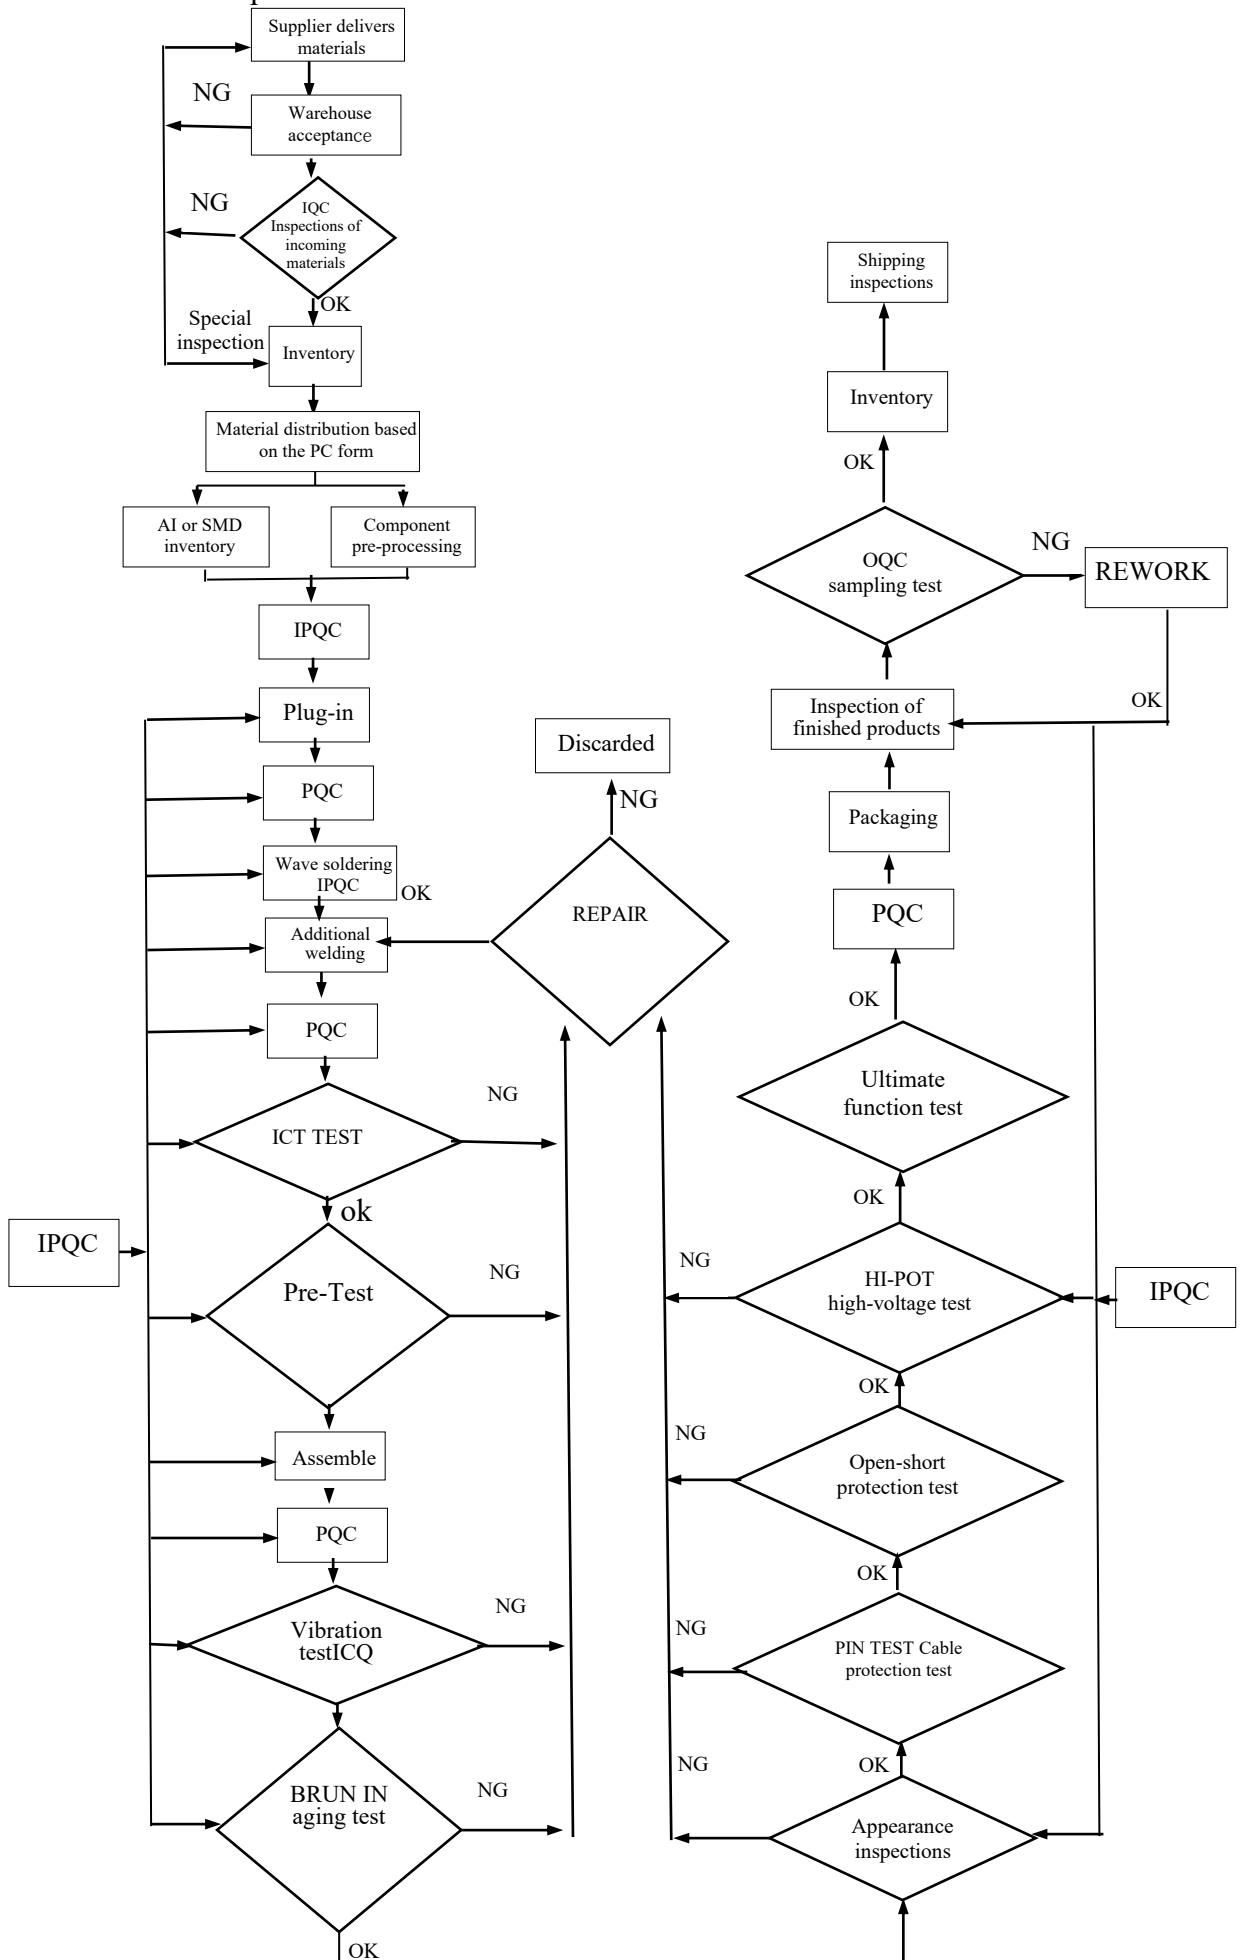 Supplier delivers
materials
NG
Warehouse
acceptance
NG
IQC
Inspections of
incoming
materials
OK
Special
inspection
Inventory
Material distribution based
on the PC form
AI or SMD
inventory
Component
pre-processing
IPQC
Plug-in
PQC
Wave soldering
IPQC
OK
Additional
welding
PQC
ICT TEST
NG
ok
IPQC
Pre-Test
NG
Assemble
PQC
Vibration
testICQ
NG
BRUN IN
aging test
NG
OK
Discarded
NG
REPAIR
Shipping
inspections
Inventory
OK
OQC
sampling test
NG
REWORK
OK
Inspection of
finished products
Packaging
PQC
OK
Ultimate
function test
OK
NG
HI-POT
high-voltage test
IPQC
OK
NG
Open-short
protection test
OK
NG
PIN TEST Cable
protection test
OK
NG
Appearance
inspections